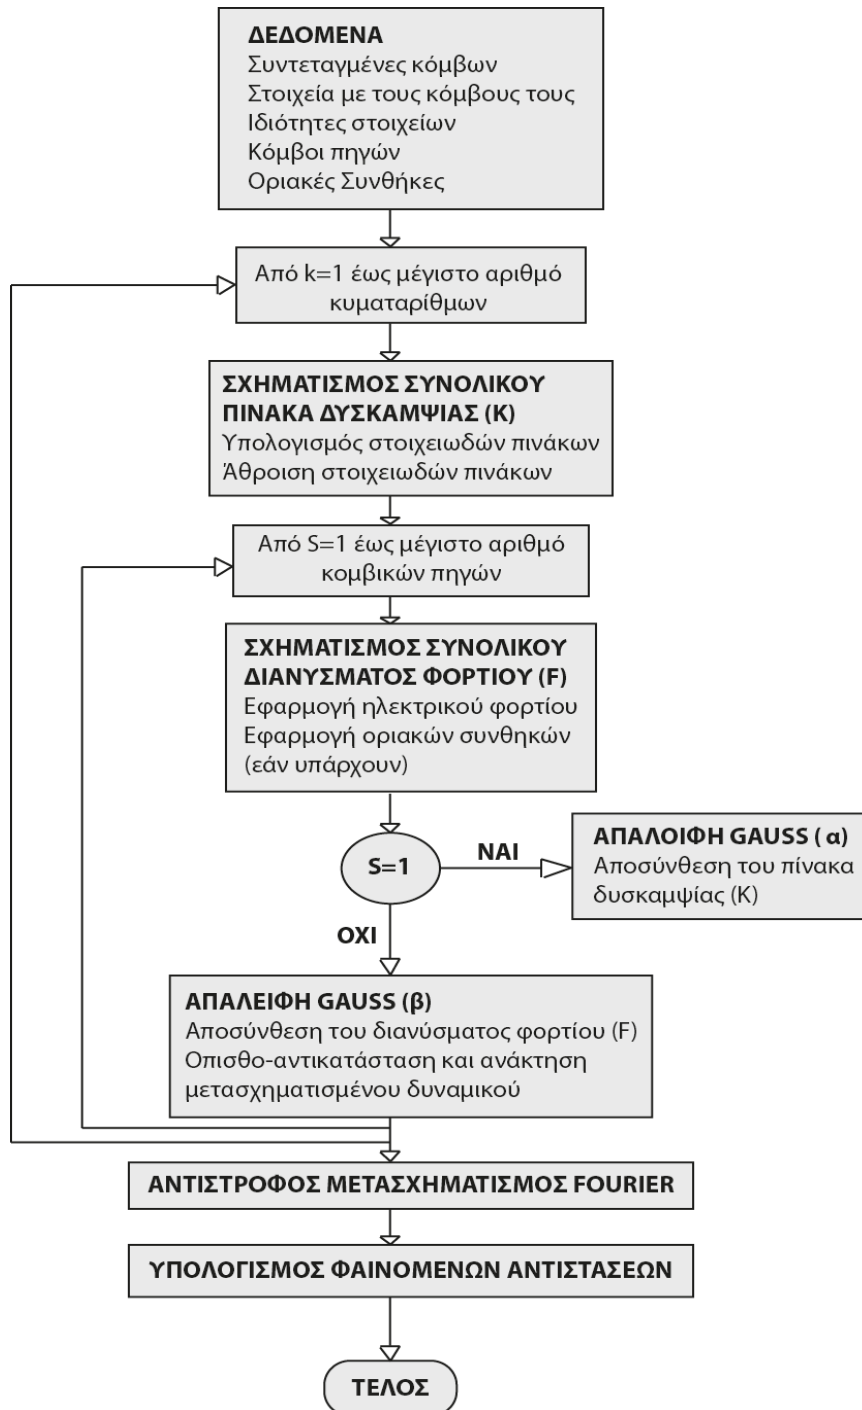 ΔΕΔΟΜΕΝΑ
Συντεταγμένες κόμβων
Στοιχεία με τους κόμβους τους
Ιδιότητες στοιχείων
Κόμβοι πηγών
Οριακές Συνθήκες
Από k=1 έως μέγιστο αριθμό
κυματαρίθμων
ΣΧΗΜΑΤΙΣΜΟΣ ΣΥΝΟΛΙΚΟΥ
ΠΙΝΑΚΑ ΔΥΣΚΑΜΨΙΑΣ (Κ)
Υπολογισμός στοιχειωδών πινάκων
Άθροιση στοιχειωδών πινάκων
Από S=1 έως μέγιστο αριθμό
κομβικών πηγών
ΣΧΗΜΑΤΙΣΜΟΣ ΣΥΝΟΛΙΚΟΥ
ΔΙΑΝΥΣΜΑΤΟΣ ΦΟΡΤΙΟΥ (F)
Εφαρμογή ηλεκτρικού φορτίου
Εφαρμογή οριακών συνθηκών
(εάν υπάρχουν)
S=1
ΝΑΙ
ΑΠΑΛΟΙΦΗ GAUSS ( α)
Αποσύνθεση του πίνακα
δυσκαμψίας (Κ)
ΟΧΙ
ΑΠΑΛΕΙΦΗ GAUSS (β)
Αποσύνθεση του διανύσματος φορτίου (F)
Οπισθο-αντικατάσταση και ανάκτηση
μετασχηματισμένου δυναμικού
ΑΝΤΙΣΤΡΟΦΟΣ ΜΕΤΑΣΧΗΜΑΤΙΣΜΟΣ FOURIER
ΥΠΟΛΟΓΙΣΜΟΣ ΦΑΙΝΟΜΕΝΩΝ ΑΝΤΙΣΤΑΣΕΩΝ
ΤΕΛΟΣ